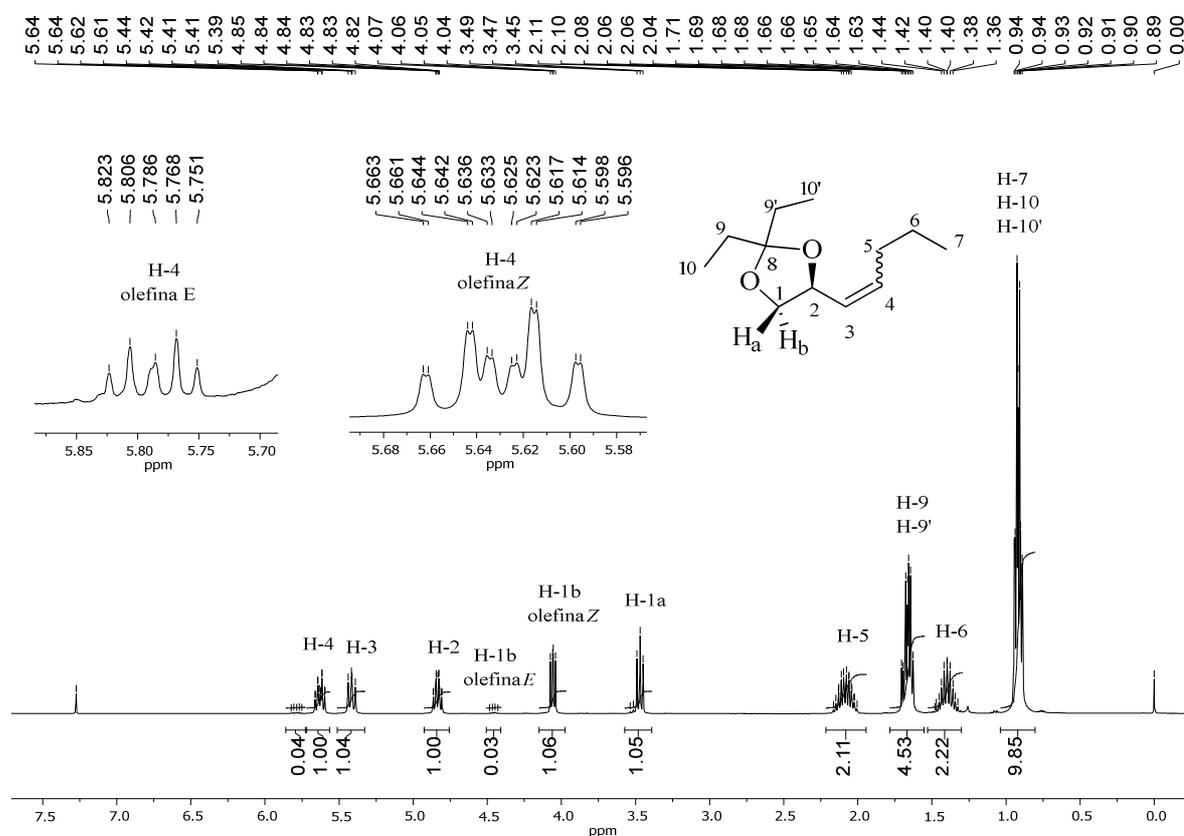 5.64 5.64 5.62 5.61 5.44 5.42 5.41 5.41 5.39 4.85 4.84 4.84 4.83 4.83 4.82 4.07 4.06 4.05 4.04 3.49 3.47 3.45 2.11 2.10 2.08 2.06 2.06 2.04 1.71 1.69 1.68 1.68 1.66 1.66 1.65 1.64 1.63 1.44 1.42 1.40 1.40 1.38 1.36 0.94 0.94 0.93 0.92 0.91 0.90 0.89 0.00
5.823 5.806 5.786 5.768 5.751
5.663 5.661 5.644 5.642 5.636 5.633 5.625 5.623 5.617 5.614 5.598 5.596
H-4
olefina E
5.85 5.80 5.75 5.70
ppm
H-4
olefina Z
5.68 5.66 5.64 5.62 5.60 5.58
ppm
10'
9'
9
10
8
O
O
1
2
3
4
5
6
7
Ha
Hb
H-7
H-10
H-10'
H-4
H-3
H-2
H-1b
olefina E
H-1b
olefina Z
H-1a
H-5
H-9
H-9'
H-6
0.04 1.00 1.04 1.00 0.03 1.06 1.05 2.11 4.53 2.22 9.85
7.5 7.0 6.5 6.0 5.5 5.0 4.5 4.0 3.5 3.0 2.5 2.0 1.5 1.0 0.5 0.0
ppm